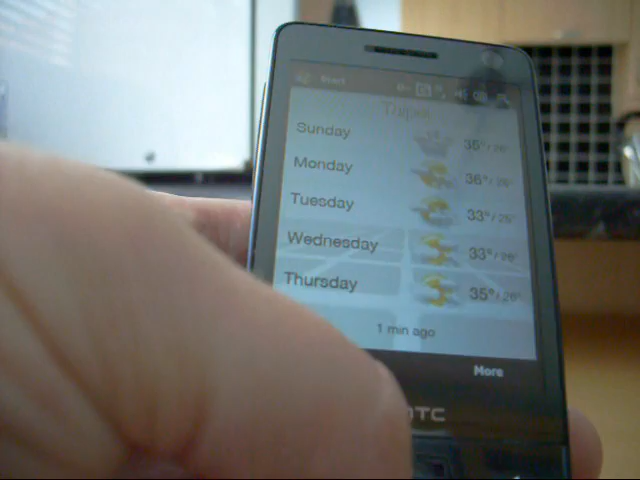 Start
Taipei
Sunday 35°/26°
Monday 36°/26°
Tuesday 33°/25°
Wednesday 33°/26°
Thursday 35°/26°
1 min ago
More
HTC